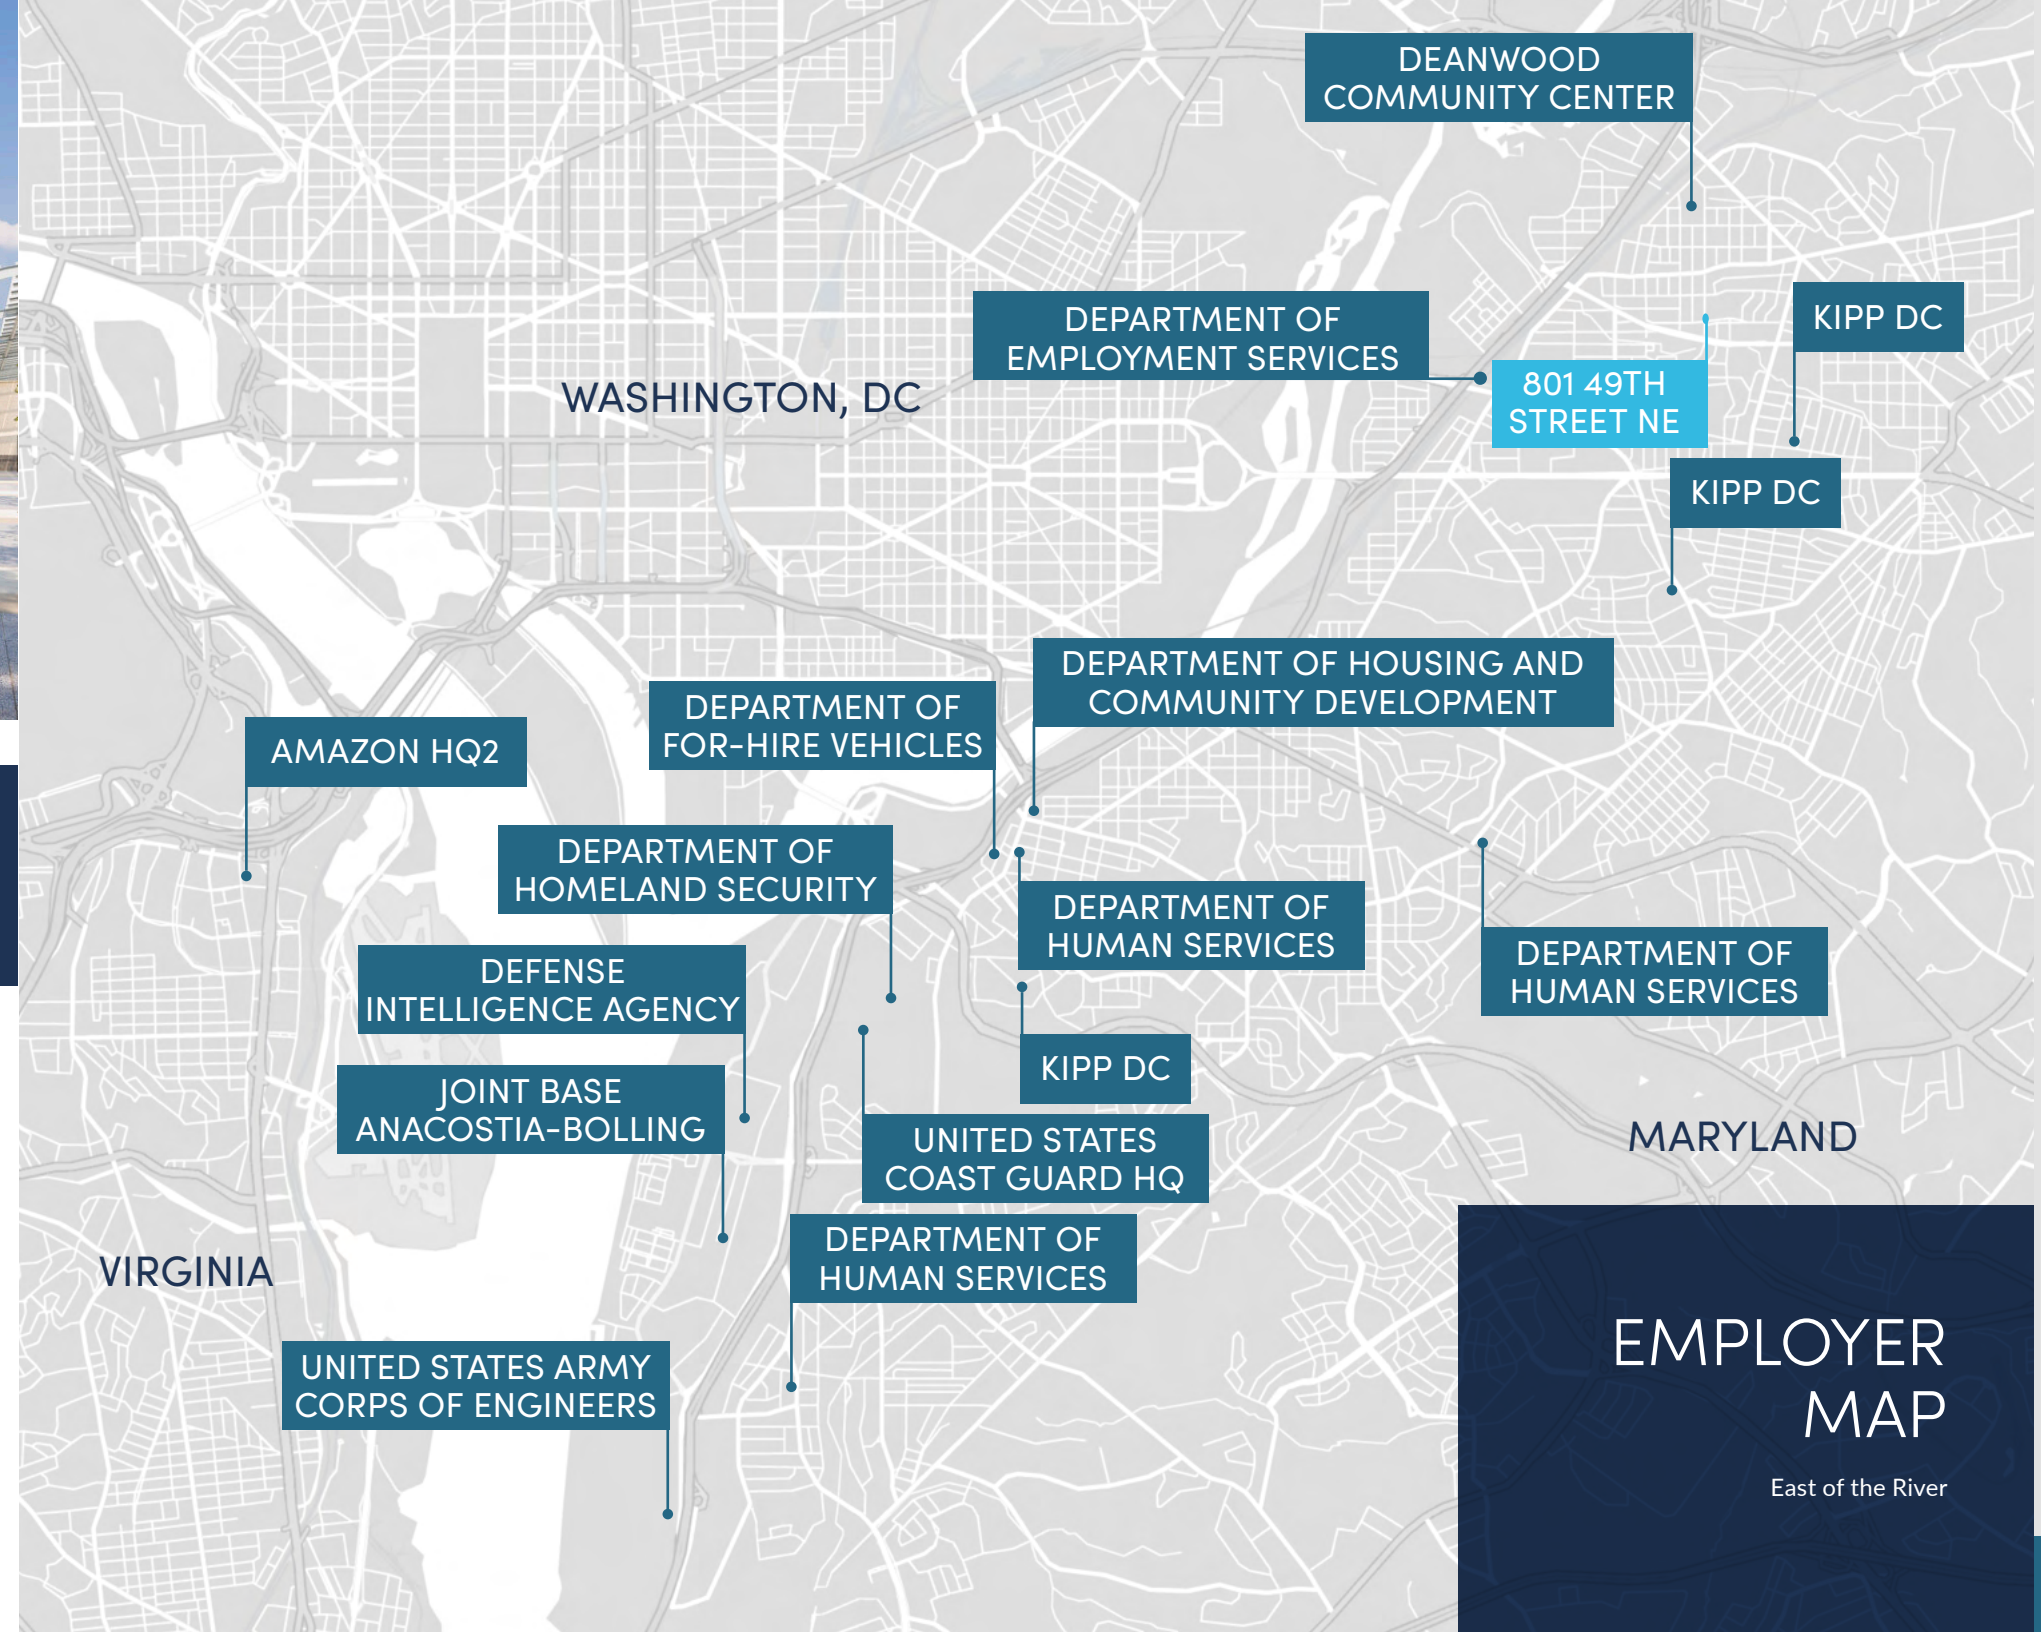 DEANWOOD
COMMUNITY CENTER
DEPARTMENT OF
EMPLOYMENT SERVICES
KIPP DC
801 49TH
STREET NE
WASHINGTON, DC
KIPP DC
DEPARTMENT OF HOUSING AND
COMMUNITY DEVELOPMENT
DEPARTMENT OF
FOR-HIRE VEHICLES
AMAZON HQ2
DEPARTMENT OF
HOMELAND SECURITY
DEPARTMENT OF
HUMAN SERVICES
DEPARTMENT OF
HUMAN SERVICES
DEFENSE
INTELLIGENCE AGENCY
KIPP DC
JOINT BASE
ANACOSTIA-BOLLING
UNITED STATES
COAST GUARD HQ
MARYLAND
DEPARTMENT OF
HUMAN SERVICES
VIRGINIA
UNITED STATES ARMY
CORPS OF ENGINEERS
EMPLOYER
MAP
East of the River